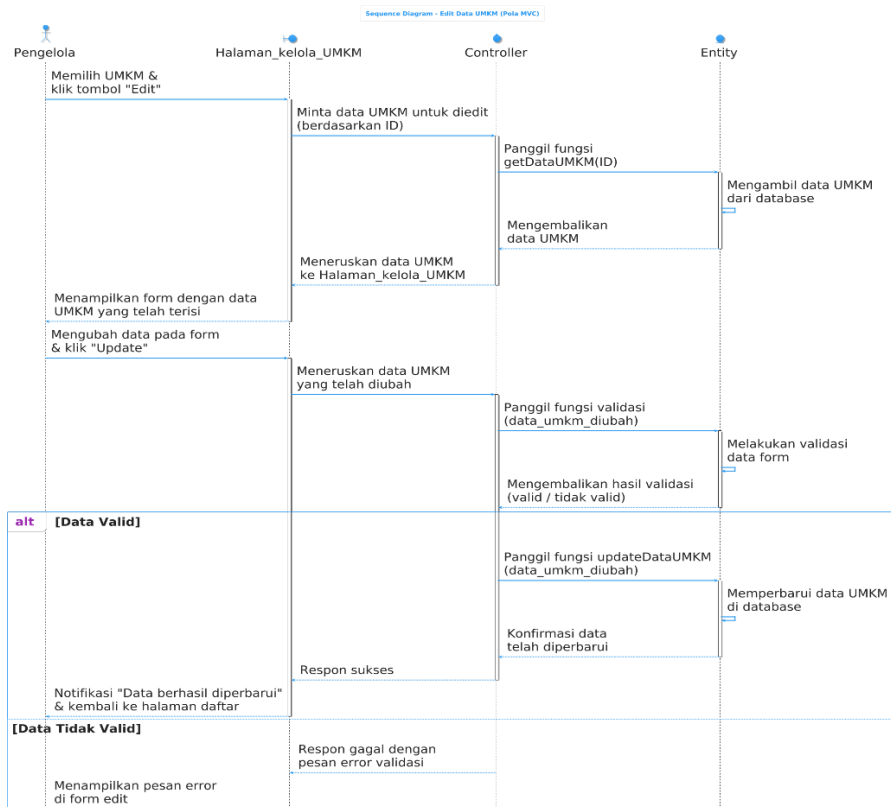 Sequence Diagram - Edit Data UMKM (Pola MVC)
Pengelola
Halaman_kelola_UMKM
Controller
Entity
Memilih UMKM &
klik tombol "Edit"
Minta data UMKM untuk diedit
(berdasarkan ID)
Panggil fungsi
getDataUMKM(ID)
Mengambil data UMKM
dari database
Mengembalikan
data UMKM
Meneruskan data UMKM
ke Halaman_kelola_UMKM
Menampilkan form dengan data
UMKM yang telah terisi
Mengubah data pada form
& klik "Update"
Meneruskan data UMKM
yang telah diubah
Panggil fungsi validasi
(data_umkm_diubah)
Melakukan validasi
data form
Mengembalikan hasil validasi
(valid / tidak valid)
alt
[Data Valid]
Panggil fungsi updateDataUMKM
(data_umkm_diubah)
Memperbarui data UMKM
di database
Konfirmasi data
telah diperbarui
Respon sukses
Notifikasi "Data berhasil diperbarui"
& kembali ke halaman daftar
[Data Tidak Valid]
Respon gagal dengan
pesan error validasi
Menampilkan pesan error
di form edit